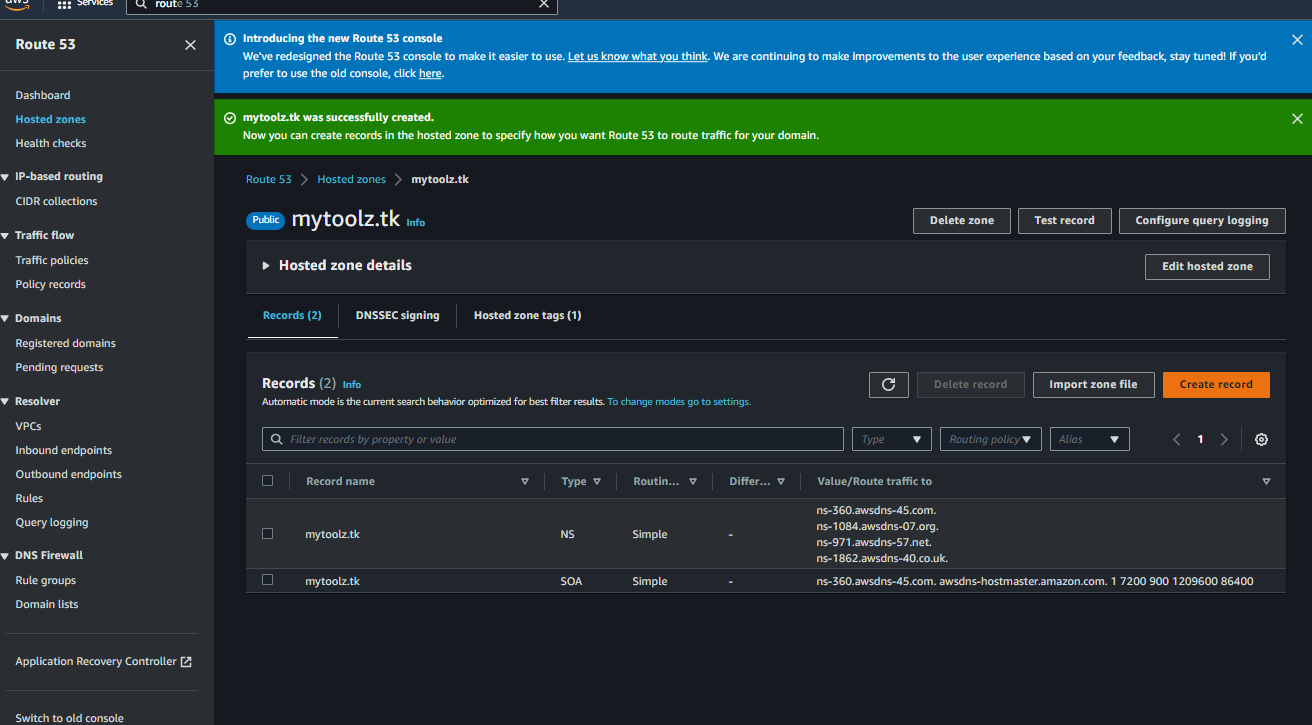 aws
Services
route 53
Route 53
Dashboard
Hosted zones
Health checks
IP-based routing
CIDR collections
Traffic flow
Traffic policies
Policy records
Domains
Registered domains
Pending requests
Resolver
VPCs
Inbound endpoints
Outbound endpoints
Rules
Query logging
DNS Firewall
Rule groups
Domain lists
Application Recovery Controller
Switch to old console
Introducing the new Route 53 console
We've redesigned the Route 53 console to make it easier to use. Let us know what you think. We are continuing to make improvements to the user experience based on your feedback, stay tuned! If you'd
prefer to use the old console, click here.
mytoolz.tk was successfully created.
Now you can create records in the hosted zone to specify how you want Route 53 to route traffic for your domain.
Route 53 Hosted zones mytoolz.tk
Public mytoolz.tk Info
Delete zone Test record Configure query logging
Hosted zone details
Edit hosted zone
Records (2) DNSSEC signing Hosted zone tags (1)
Records (2) Info
Automatic mode is the current search behavior optimized for best filter results. To change modes go to settings.
Delete record Import zone file Create record
Filter records by property or value
Type Routing policy Alias 1
Record name Type Routin... Differ... Value/Route traffic to
mytoolz.tk NS Simple - ns-360.awsdns-45.com.
ns-1084.awsdns-07.org.
ns-971.awsdns-57.net.
ns-1862.awsdns-40.co.uk.
mytoolz.tk SOA Simple - ns-360.awsdns-45.com. awsdns-hostmaster.amazon.com. 1 7200 900 1209600 86400